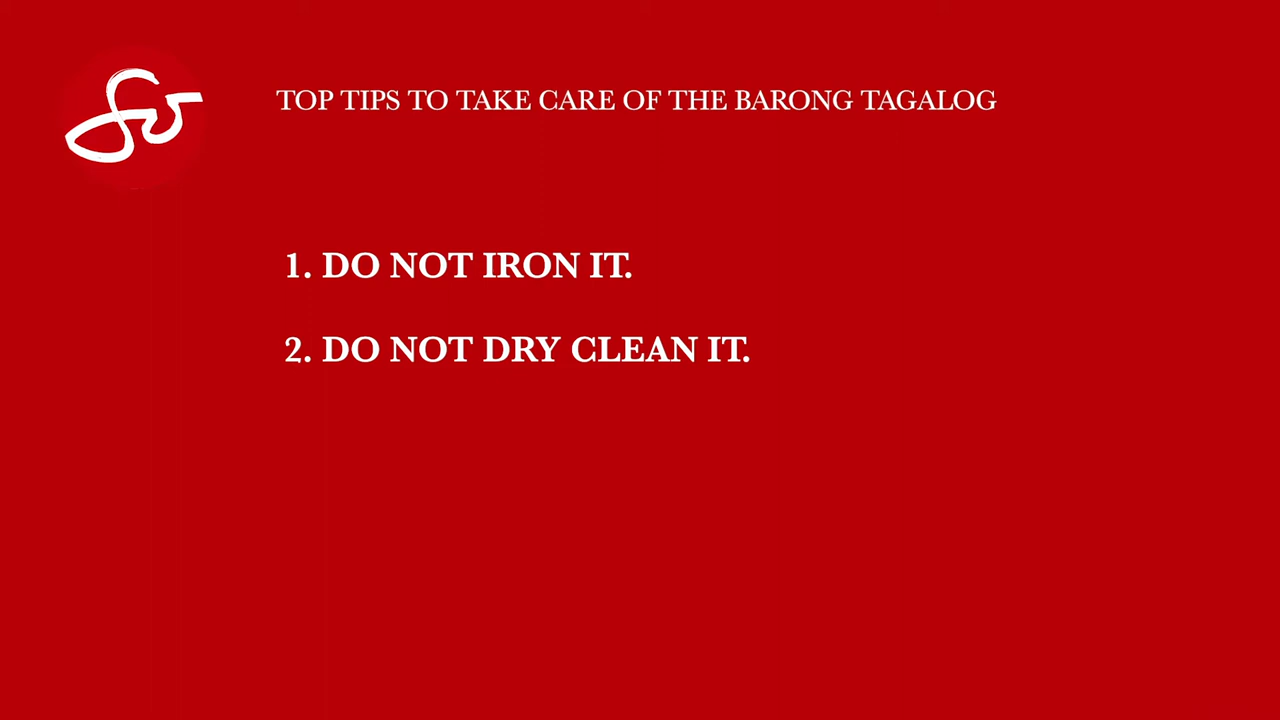 TOP TIPS TO TAKE CARE OF THE BARONG TAGALOG
1. DO NOT IRON IT.
2. DO NOT DRY CLEAN IT.